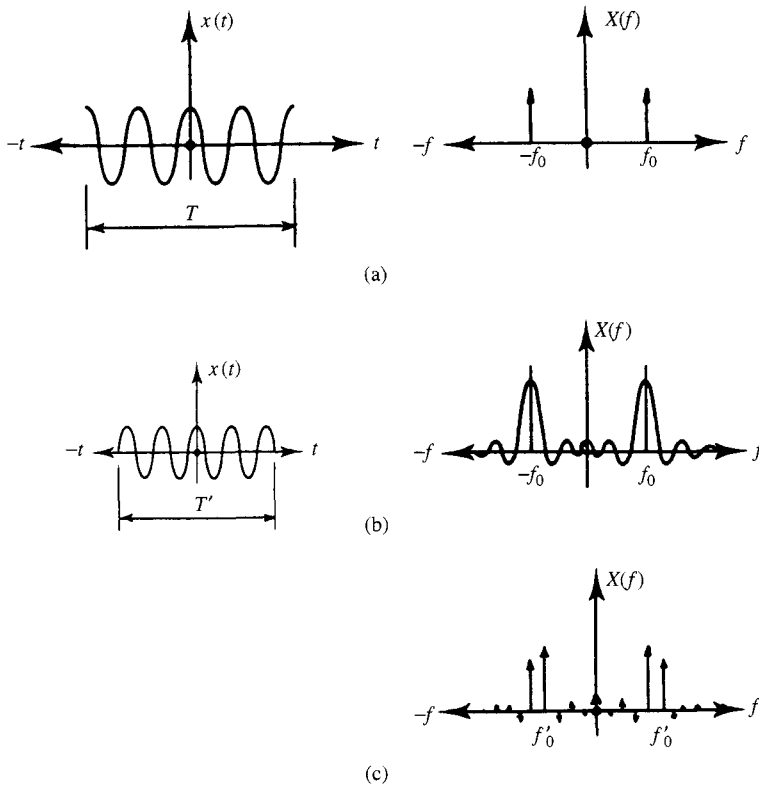 x(t)
X(f)
–t
t
–f
–f₀
f₀
f
T
(a)
x(t)
X(f)
–t
t
–f
–f₀
f₀
f
T′
(b)
X(f)
–f
f′₀
f′₀
f
(c)